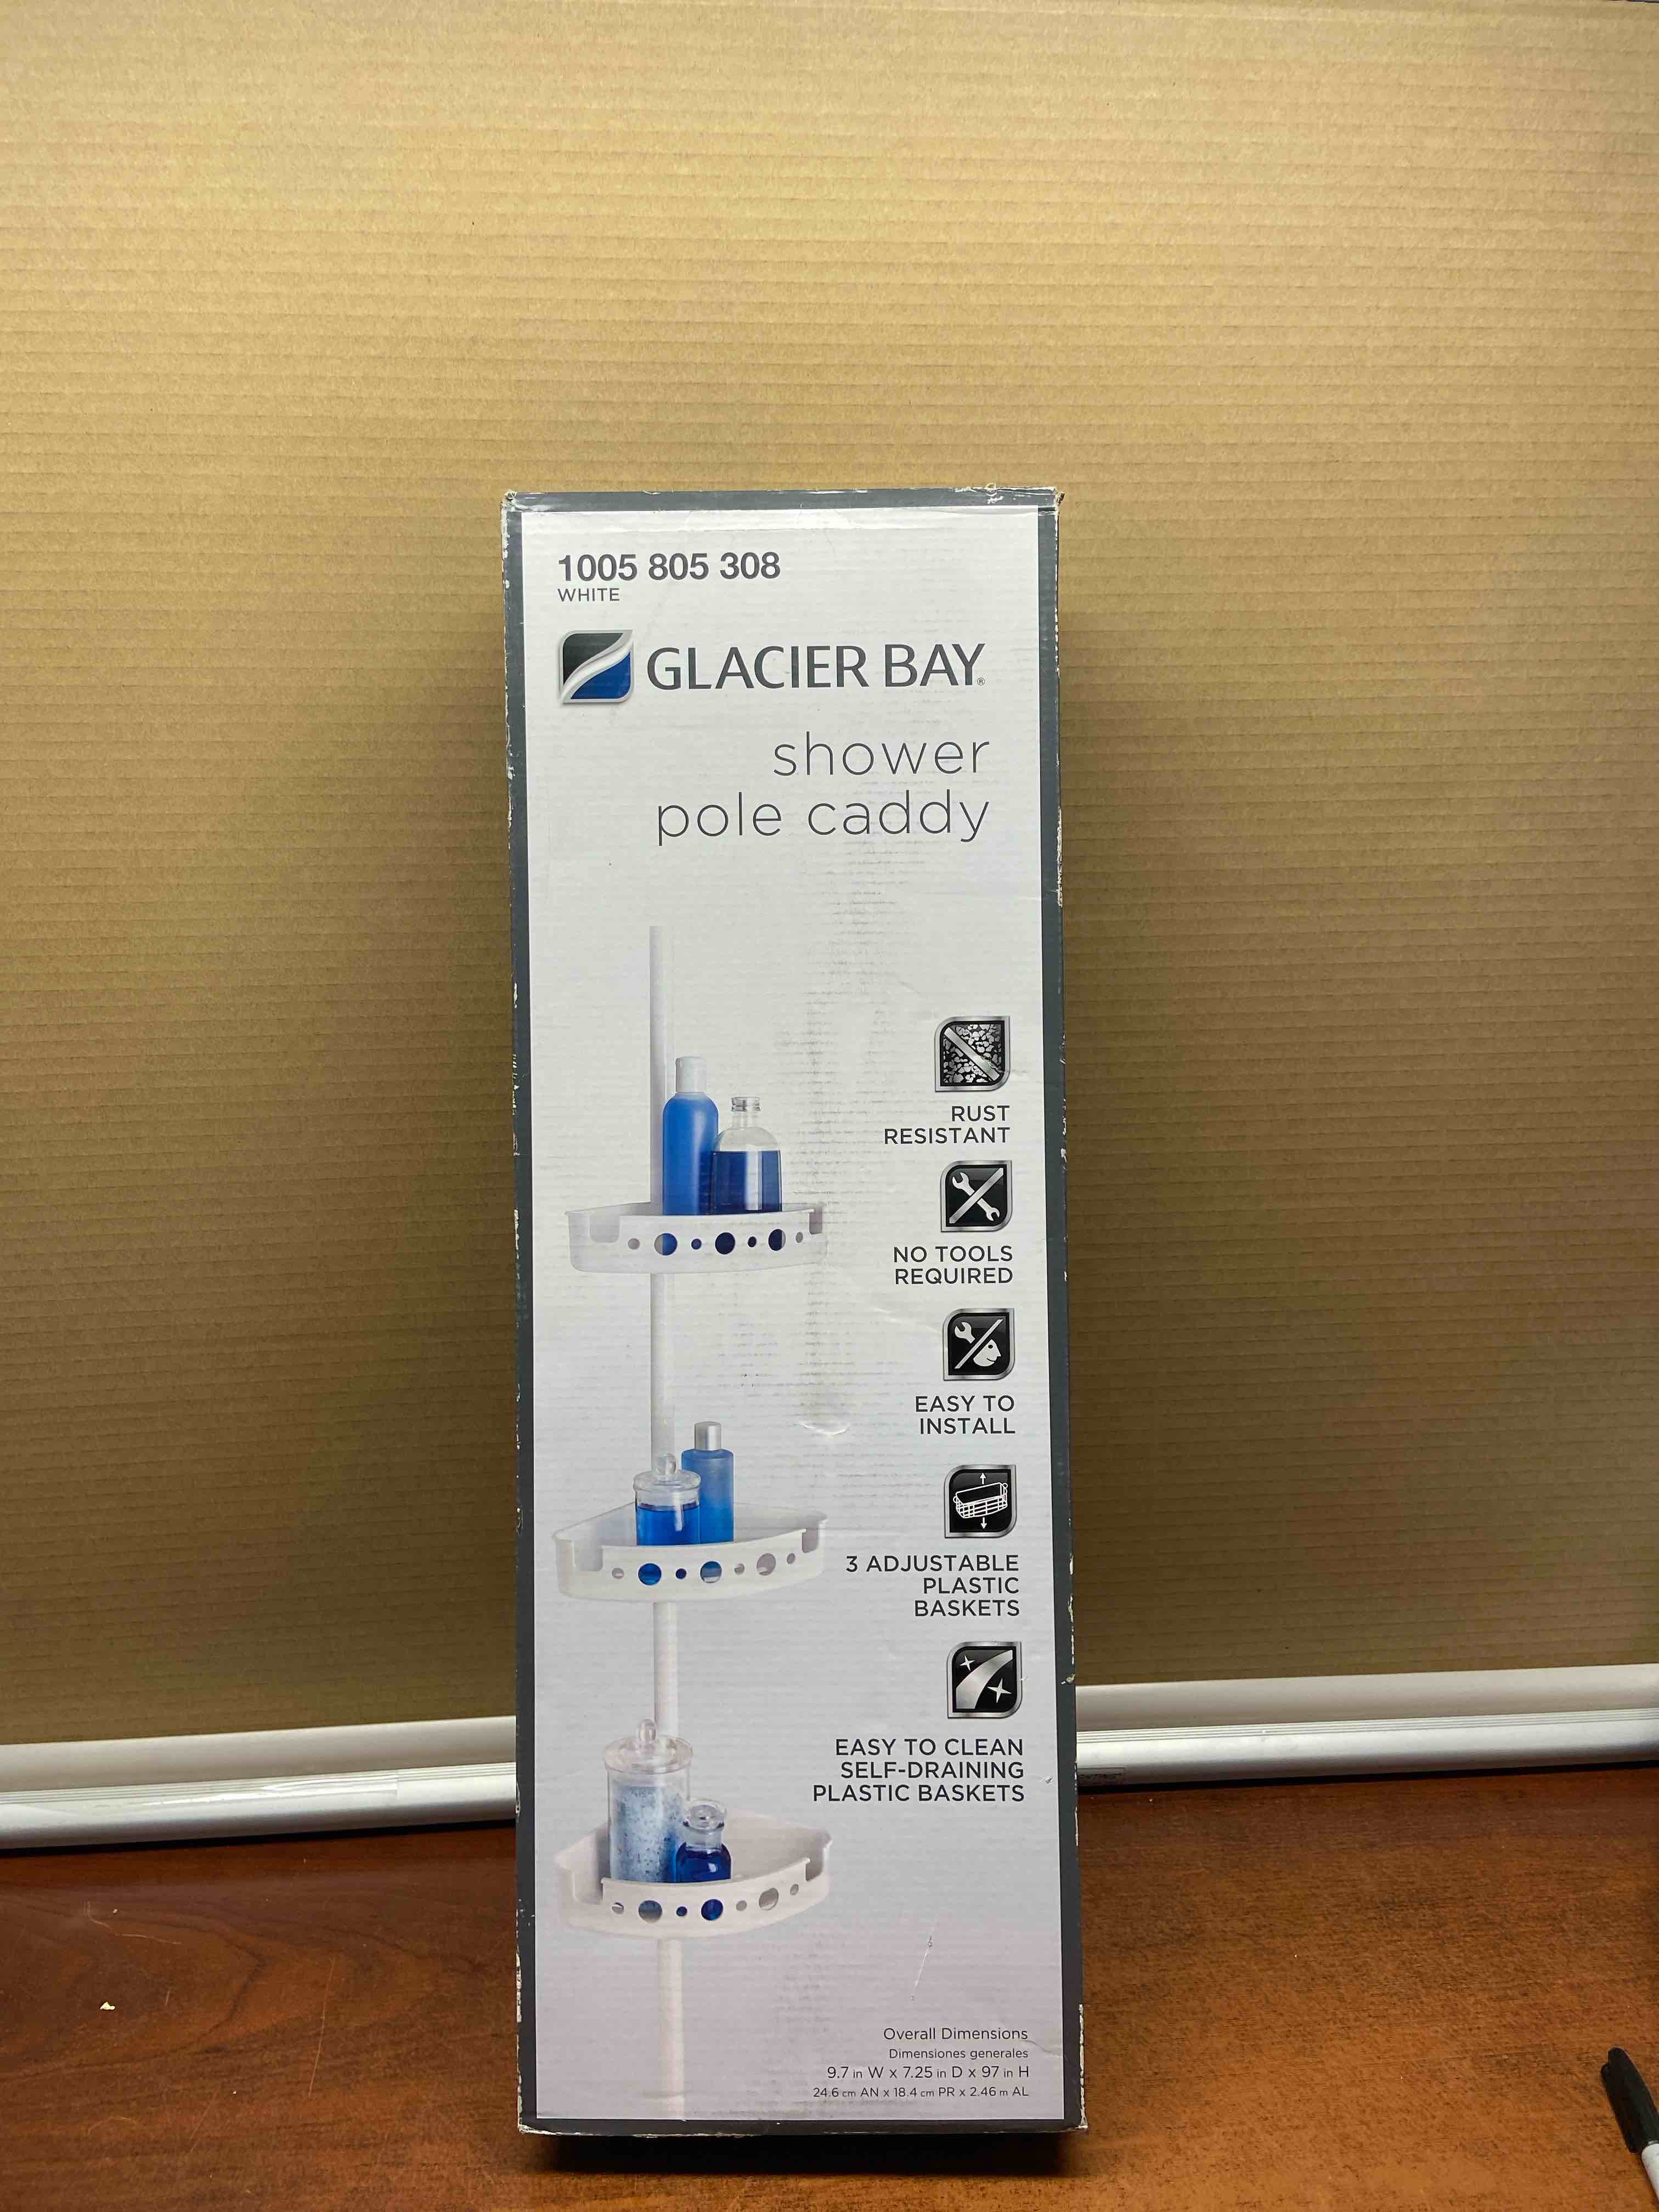 1005 805 308
WHITE
GLACIER BAY®
shower
pole caddy
RUST
RESISTANT
NO TOOLS
REQUIRED
EASY TO
INSTALL
3 ADJUSTABLE
PLASTIC
BASKETS
EASY TO CLEAN
SELF-DRAINING
PLASTIC BASKETS
Overall Dimensions
Dimensiones generales
9.7 in W x 7.25 in D x 97 in H
24.6 cm AN x 18.4 cm PR x 2.46 m AL